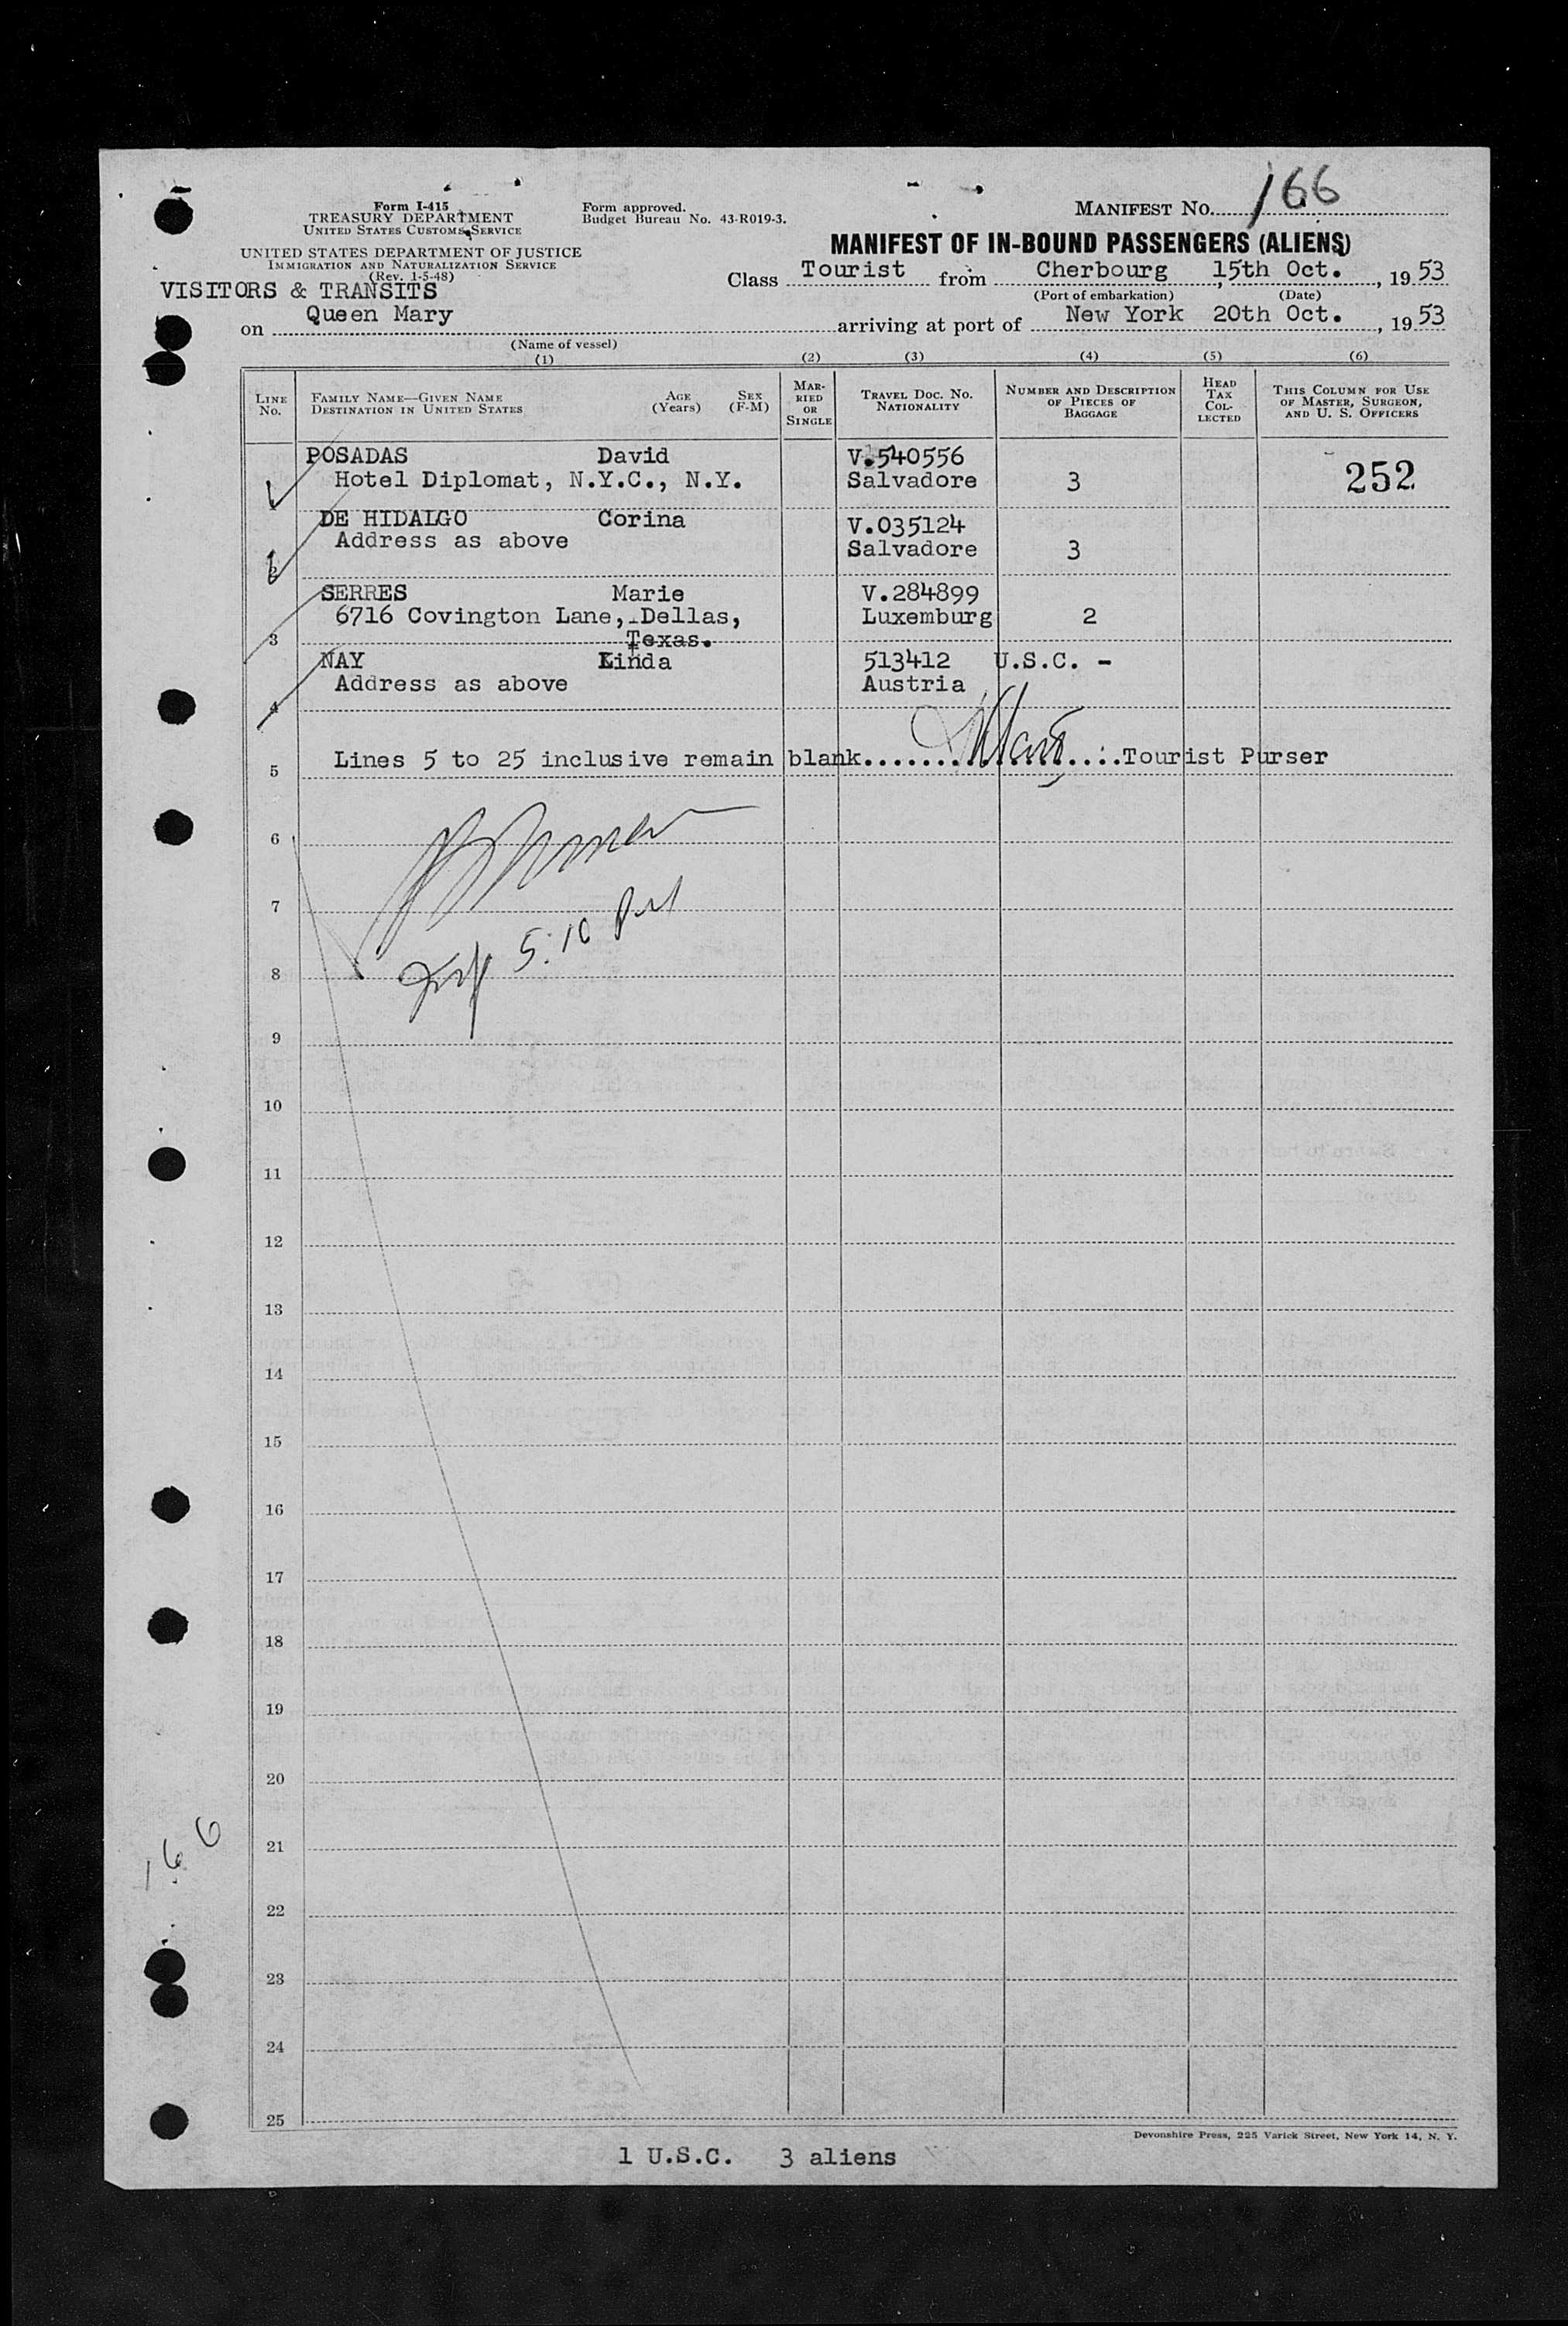 166
Form I-415
TREASURY DEPARTMENT
UNITED STATES CUSTOMS SERVICE
UNITED STATES DEPARTMENT OF JUSTICE
IMMIGRATION AND NATURALIZATION SERVICE
(Rev. 1-5-48)
Form approved.
Budget Bureau No. 43-R019-3.
MANIFEST NO.
MANIFEST OF IN-BOUND PASSENGERS (ALIENS)
Class Tourist from Cherbourg, 15th Oct., 1953
(Port of embarkation) (Date)
VISITORS & TRANSITS
on Queen Mary arriving at port of New York 20th Oct., 1953
(Name of vessel)
(1) (2) (3) (4) (5) (6)
LINE NO.
FAMILY NAME—GIVEN NAME
DESTINATION IN UNITED STATES
AGE (Years)
SEX (F-M)
MARRIED OR SINGLE
TRAVEL DOC. NO. NATIONALITY
NUMBER AND DESCRIPTION OF PIECES OF BAGGAGE
HEAD TAX COLLECTED
THIS COLUMN FOR USE OF MASTER, SURGEON, AND U. S. OFFICERS
POSADAS David V.540556
1 Hotel Diplomat, N.Y.C., N.Y. Salvadore 3 252
DE HIDALGO Corina V.035124
2 Address as above Salvadore 3
SERRES Marie V.284899
6716 Covington Lane, Dellas, Luxemburg 2
3 Texas.
NAY Linda 513412 U.S.C. -
Address as above Austria
4
5 Lines 5 to 25 inclusive remain blank..............Tourist Purser
6
7
5:10 PM
8
9
10
11
12
13
14
15
16
17
18
19
20
21
166
22
23
24
25
Devonshire Press, 225 Varick Street, New York 14, N. Y.
1 U.S.C. 3 aliens